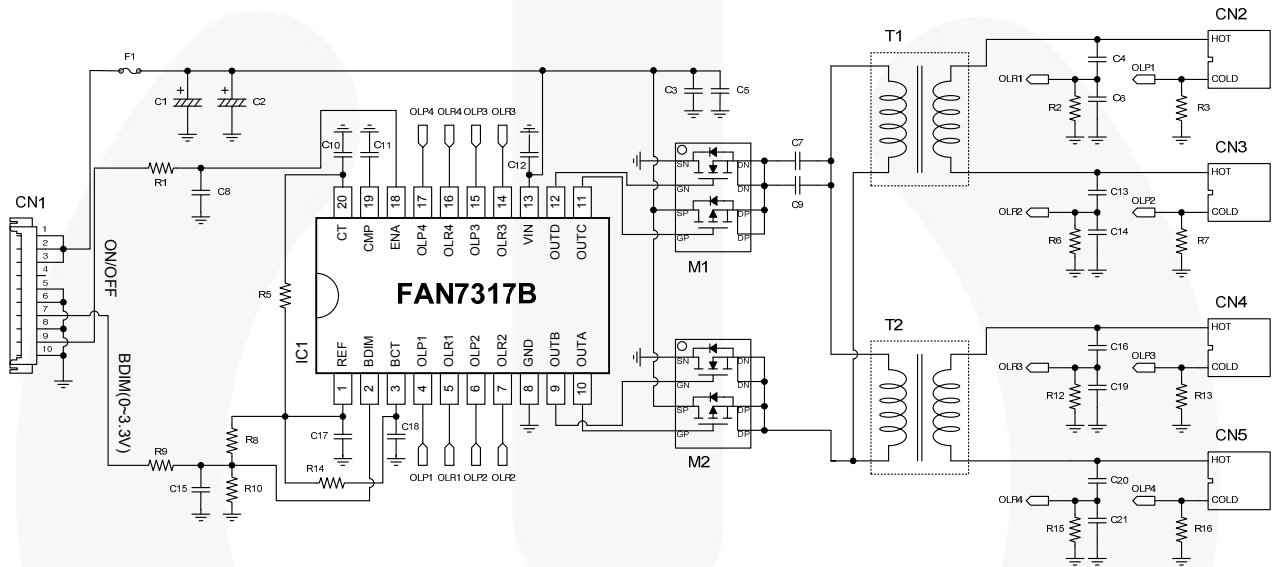 CN2
T1
HOT
F1
C4
OLR1
OLP1
COLD
C1
C2
C3
C5
C6
R2
R3
OLP4
OLR4
OLP3
OLR3
C10
C11
C12
C7
SN
DN
R1
C8
GN
DN
C9
CN3
HOT
CN1
20
19
18
17
16
15
14
13
12
11
SP
DP
C13
OLR2
OLP2
COLD
1
2
3
4
5
6
7
8
9
10
CT
CMP
ENA
OLP4
OLR4
OLP3
OLR3
VIN
OUTD
OUTC
GP
DP
C14
R6
R7
ON/OFF
M1
R5
FAN7317B
CN4
T2
HOT
IC1
REF
BDIM
BCT
OLP1
OLR1
OLP2
OLR2
GND
OUTB
OUTA
SN
DN
C16
OLR3
OLP3
COLD
BDIM(0~3.3V)
1
2
3
4
5
6
7
8
9
10
GN
DN
R12
C19
R13
SP
DP
R8
C17
C18
GP
DP
CN5
R9
M2
HOT
R14
OLP1
OLR1
OLP2
OLR2
C20
C15
R10
OLR4
OLP4
COLD
R15
C21
R16